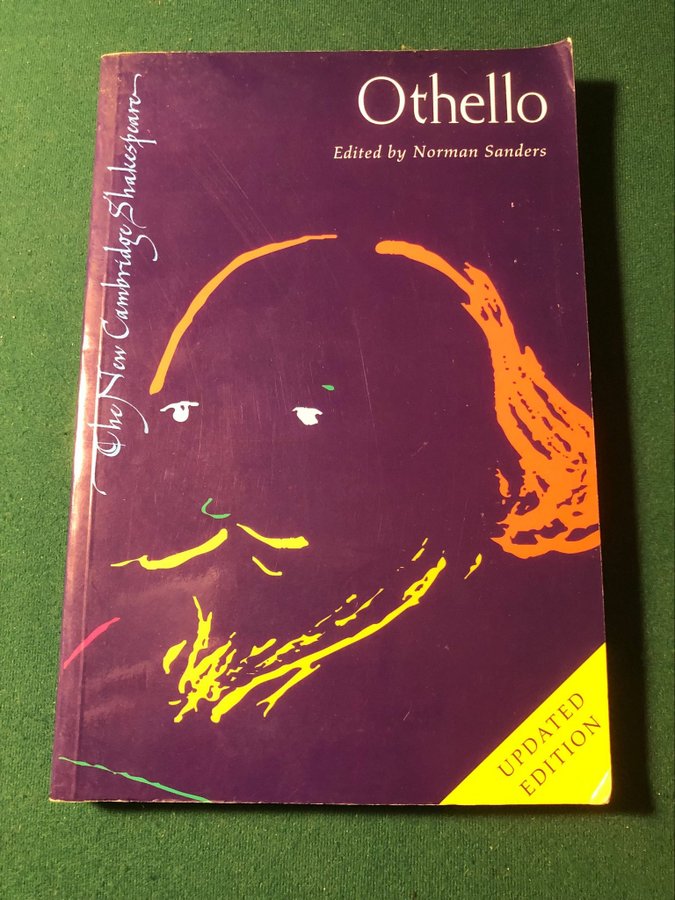 Othello
Edited by Norman Sanders
The New Cambridge Shakespeare
UPDATED
EDITION